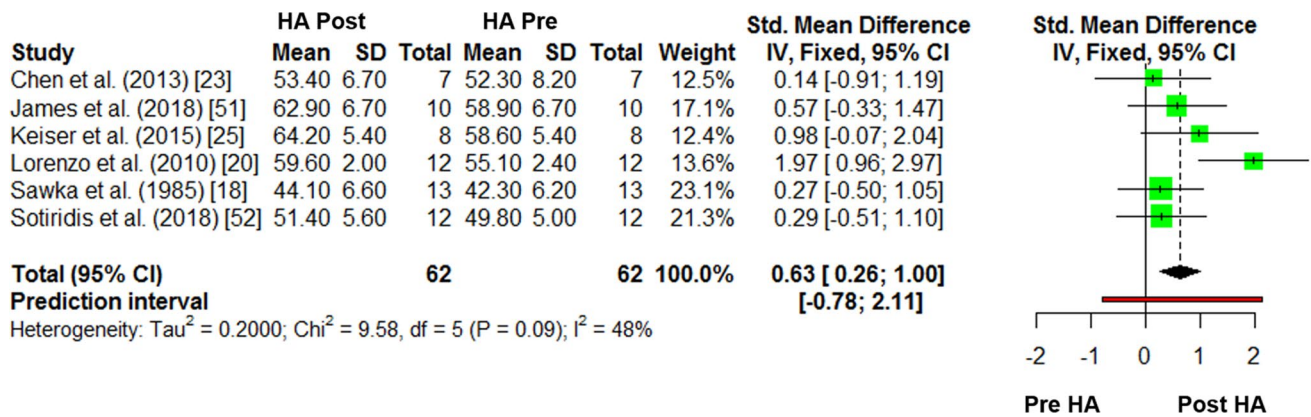 HA Post HA Pre Std. Mean Difference Std. Mean Difference
Study Mean SD Total Mean SD Total Weight IV, Fixed, 95% CI IV, Fixed, 95% CI
Chen et al. (2013) [23] 53.40 6.70 7 52.30 8.20 7 12.5% 0.14 [-0.91; 1.19]
James et al. (2018) [51] 62.90 6.70 10 58.90 6.70 10 17.1% 0.57 [-0.33; 1.47]
Keiser et al. (2015) [25] 64.20 5.40 8 58.60 5.40 8 12.4% 0.98 [-0.07; 2.04]
Lorenzo et al. (2010) [20] 59.60 2.00 12 55.10 2.40 12 13.6% 1.97 [ 0.96; 2.97]
Sawka et al. (1985) [18] 44.10 6.60 13 42.30 6.20 13 23.1% 0.27 [-0.50; 1.05]
Sotiridis et al. (2018) [52] 51.40 5.60 12 49.80 5.00 12 21.3% 0.29 [-0.51; 1.10]
Total (95% CI) 62 62 100.0% 0.63 [ 0.26; 1.00]
Prediction interval [-0.78; 2.11]
Heterogeneity: Tau² = 0.2000; Chi² = 9.58, df = 5 (P = 0.09); I² = 48%
-2 -1 0 1 2
Pre HA Post HA